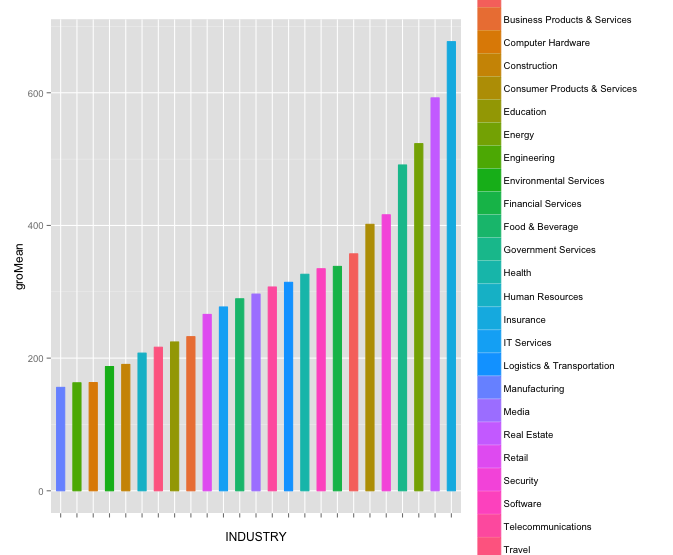 600
400
200
0
groMean
INDUSTRY
Business Products & Services
Computer Hardware
Construction
Consumer Products & Services
Education
Energy
Engineering
Environmental Services
Financial Services
Food & Beverage
Government Services
Health
Human Resources
Insurance
IT Services
Logistics & Transportation
Manufacturing
Media
Real Estate
Retail
Security
Software
Telecommunications
Travel